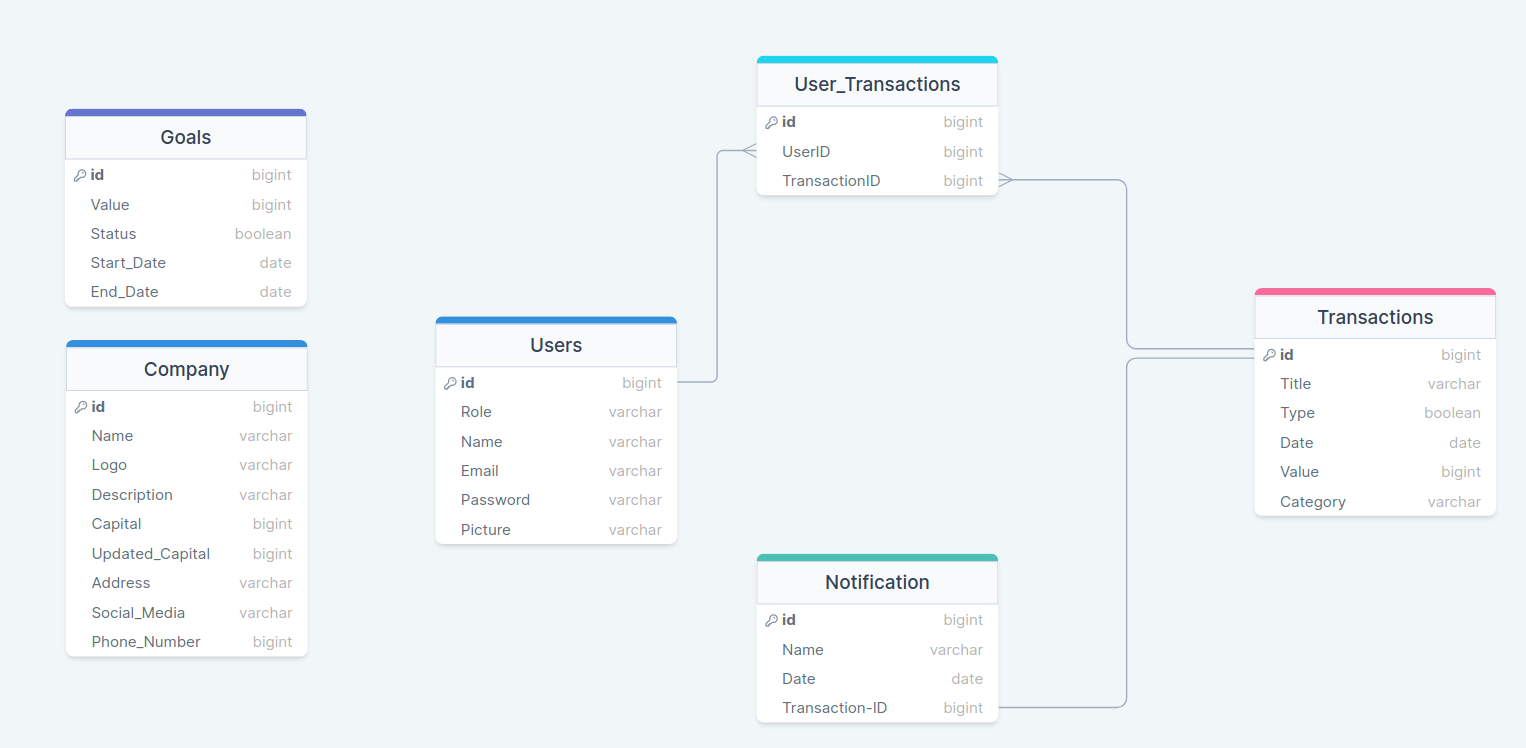 Goals
id bigint
Value bigint
Status boolean
Start_Date date
End_Date date
Company
id bigint
Name varchar
Logo varchar
Description varchar
Capital bigint
Updated_Capital bigint
Address varchar
Social_Media varchar
Phone_Number bigint
Users
id bigint
Role varchar
Name varchar
Email varchar
Password varchar
Picture varchar
User_Transactions
id bigint
UserID bigint
TransactionID bigint
Notification
id bigint
Name varchar
Date date
Transaction-ID bigint
Transactions
id bigint
Title varchar
Type boolean
Date date
Value bigint
Category varchar